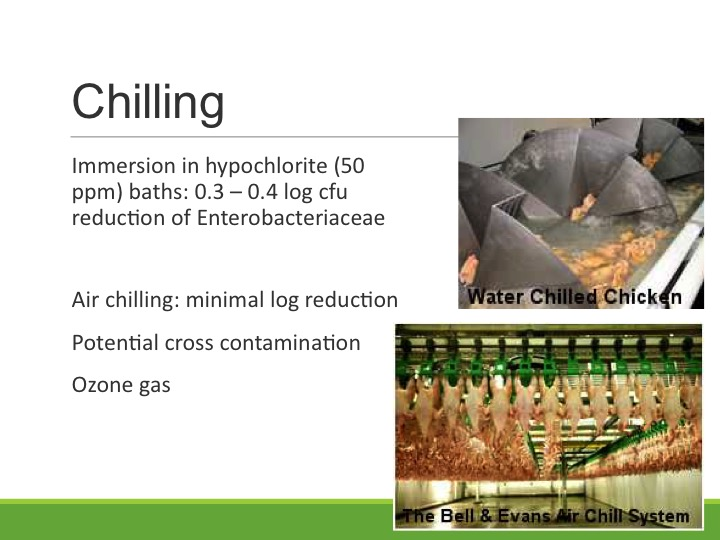 Chilling
Immersion in hypochlorite (50
ppm) baths: 0.3 – 0.4 log cfu
reduction of Enterobacteriaceae
Air chilling: minimal log reduction
Potential cross contamination
Ozone gas
Water Chilled Chicken
The Bell & Evans Air Chill System